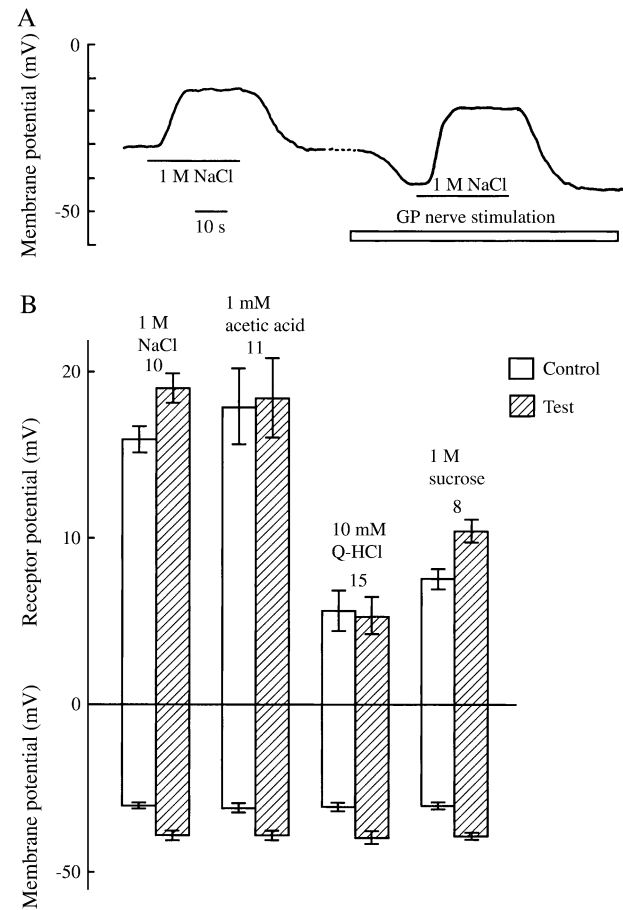 A
Membrane potential (mV)
0
-50
1 M NaCl
10 s
1 M NaCl
GP nerve stimulation
B
Receptor potential (mV)
Membrane potential (mV)
20
10
0
-50
1 M
NaCl
10
1 mM
acetic acid
11
10 mM
Q-HCl
15
1 M
sucrose
8
Control
Test